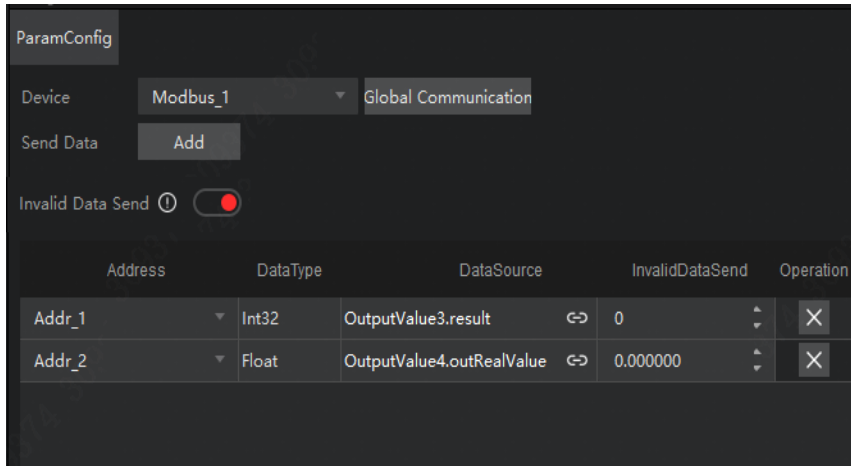 ParamConfig
Device Modbus_1 Global Communication
Send Data Add
Invalid Data Send
Address DataType DataSource InvalidDataSend Operation
Addr_1 Int32 OutputValue3.result 0
Addr_2 Float OutputValue4.outRealValue 0.000000